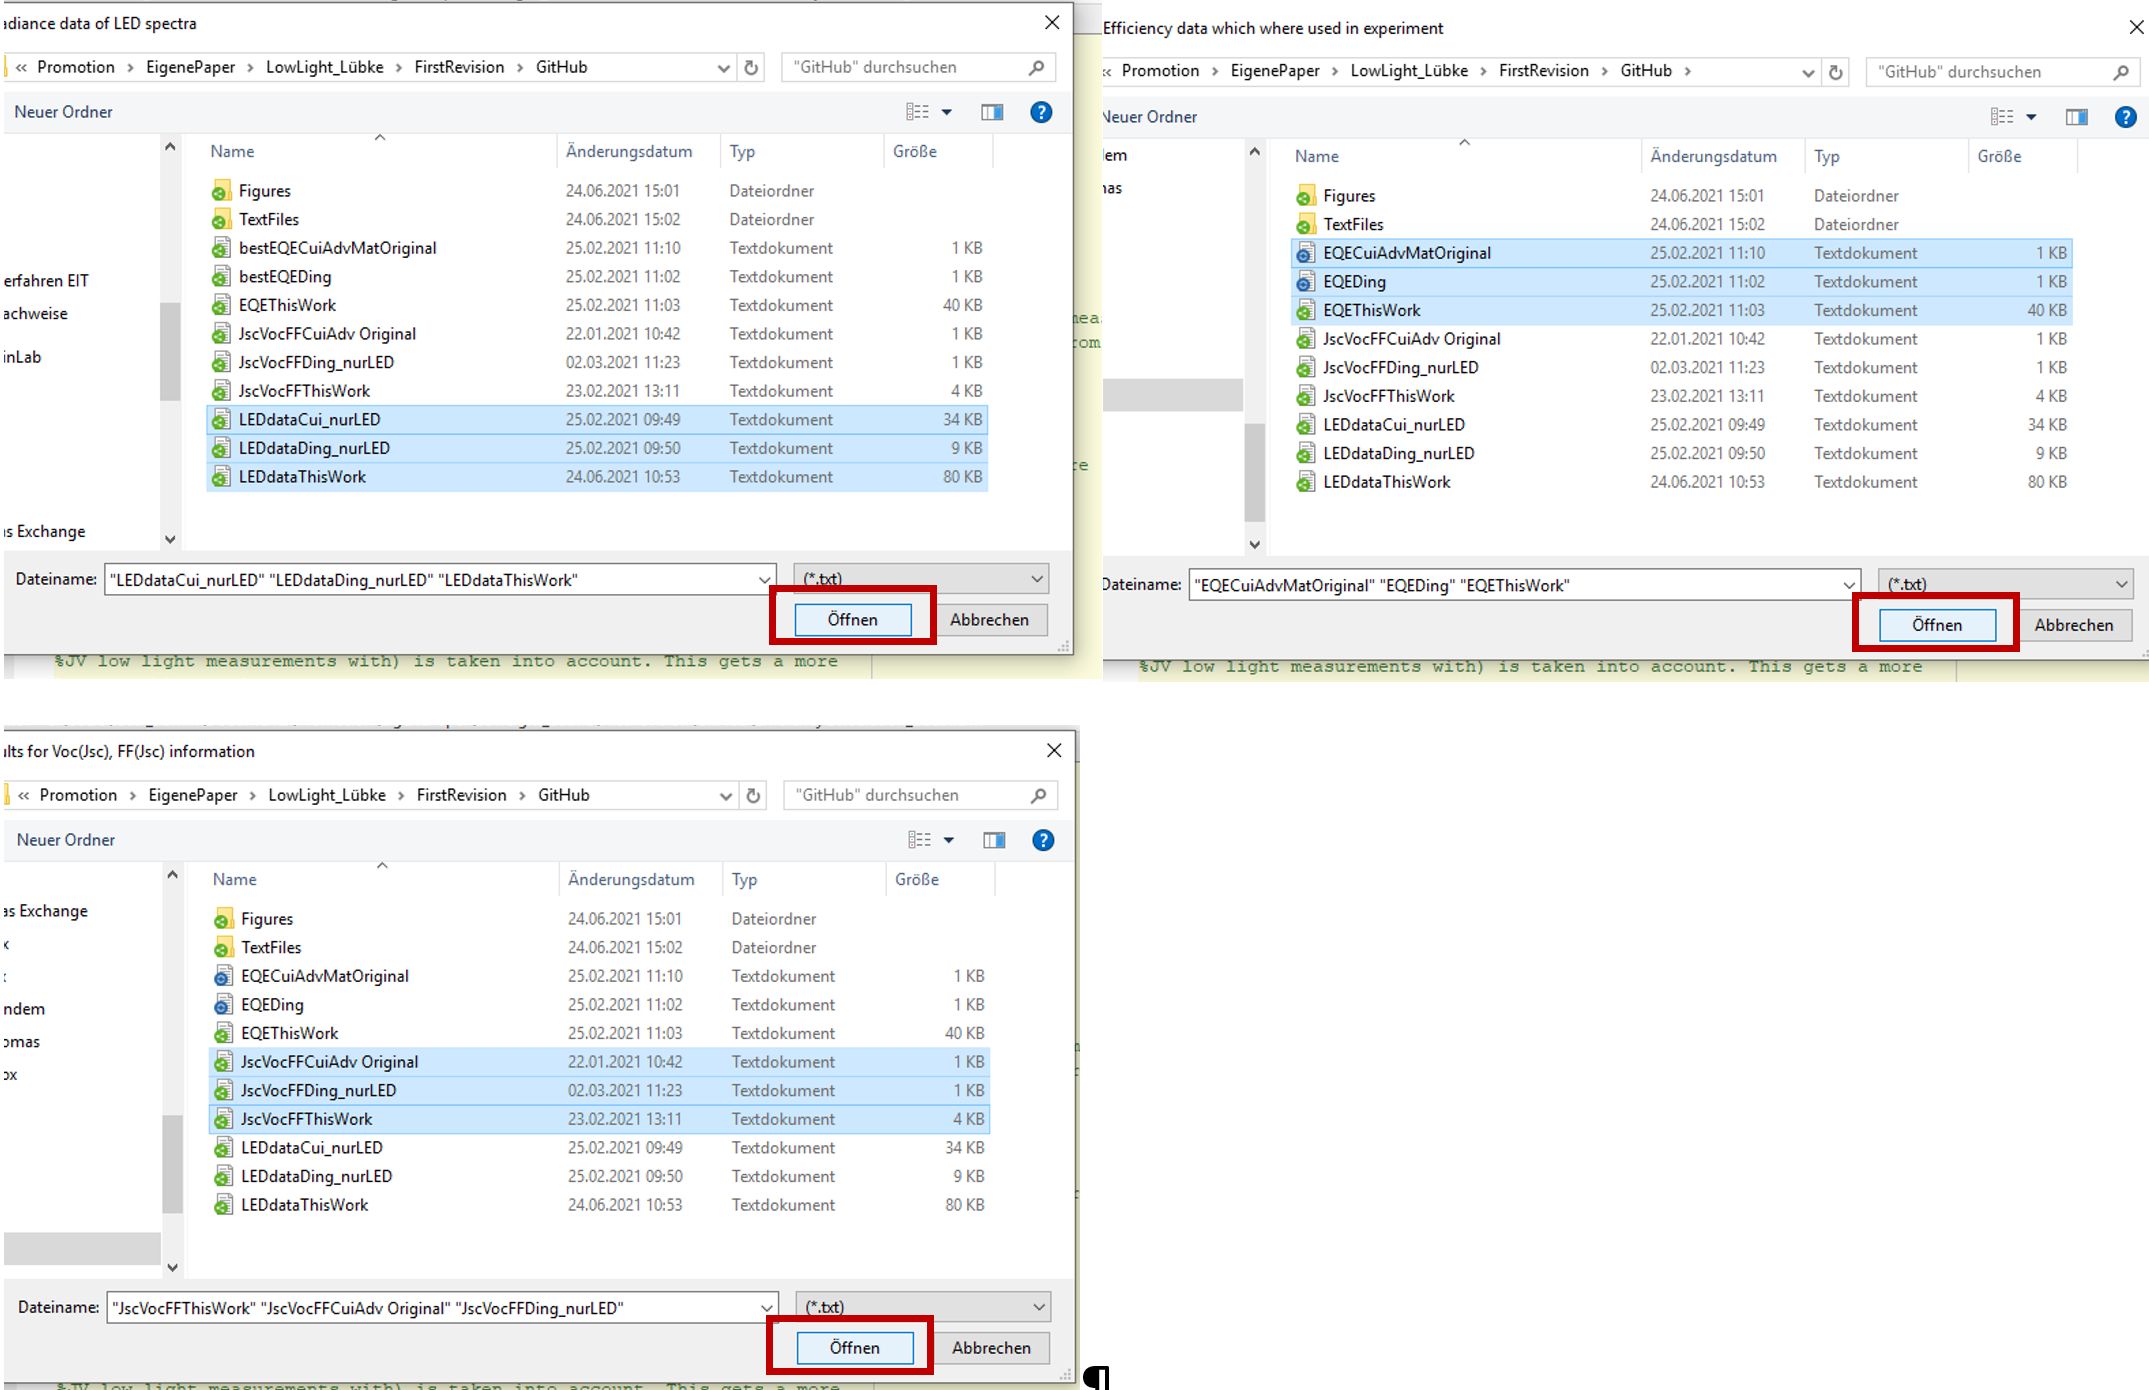 adiance data of LED spectra
« Promotion › EigenePaper › LowLight_Lübke › FirstRevision › GitHub
"GitHub" durchsuchen
Neuer Ordner
Name Änderungsdatum Typ Größe
Figures 24.06.2021 15:01 Dateiordner
TextFiles 24.06.2021 15:02 Dateiordner
bestEQECuiAdvMatOriginal 25.02.2021 11:10 Textdokument 1 KB
bestEQEDing 25.02.2021 11:02 Textdokument 1 KB
EQEThisWork 25.02.2021 11:03 Textdokument 40 KB
JscVocFFCuiAdv Original 22.01.2021 10:42 Textdokument 1 KB
JscVocFFDing_nurLED 02.03.2021 11:23 Textdokument 1 KB
JscVocFFThisWork 23.02.2021 13:11 Textdokument 4 KB
LEDdataCui_nurLED 25.02.2021 09:49 Textdokument 34 KB
LEDdataDing_nurLED 25.02.2021 09:50 Textdokument 9 KB
LEDdataThisWork 24.06.2021 10:53 Textdokument 80 KB
erfahren EIT
achweise
inLab
as Exchange
Dateiname: "LEDdataCui_nurLED" "LEDdataDing_nurLED" "LEDdataThisWork" (*.txt)
Öffnen Abbrechen
%JV low light measurements with) is taken into account. This gets a more
Efficiency data which where used in experiment
« Promotion › EigenePaper › LowLight_Lübke › FirstRevision › GitHub ›
"GitHub" durchsuchen
Neuer Ordner
Name Änderungsdatum Typ Größe
Figures 24.06.2021 15:01 Dateiordner
TextFiles 24.06.2021 15:02 Dateiordner
EQECuiAdvMatOriginal 25.02.2021 11:10 Textdokument 1 KB
EQEDing 25.02.2021 11:02 Textdokument 1 KB
EQEThisWork 25.02.2021 11:03 Textdokument 40 KB
JscVocFFCuiAdv Original 22.01.2021 10:42 Textdokument 1 KB
JscVocFFDing_nurLED 02.03.2021 11:23 Textdokument 1 KB
JscVocFFThisWork 23.02.2021 13:11 Textdokument 4 KB
LEDdataCui_nurLED 25.02.2021 09:49 Textdokument 34 KB
LEDdataDing_nurLED 25.02.2021 09:50 Textdokument 9 KB
LEDdataThisWork 24.06.2021 10:53 Textdokument 80 KB
Dateiname: "EQECuiAdvMatOriginal" "EQEDing" "EQEThisWork" (*.txt)
Öffnen Abbrechen
%JV low light measurements with) is taken into account. This gets a more
ults for Voc(Jsc), FF(Jsc) information
« Promotion › EigenePaper › LowLight_Lübke › FirstRevision › GitHub
"GitHub" durchsuchen
Neuer Ordner
Name Änderungsdatum Typ Größe
Figures 24.06.2021 15:01 Dateiordner
TextFiles 24.06.2021 15:02 Dateiordner
EQECuiAdvMatOriginal 25.02.2021 11:10 Textdokument 1 KB
EQEDing 25.02.2021 11:02 Textdokument 1 KB
EQEThisWork 25.02.2021 11:03 Textdokument 40 KB
JscVocFFCuiAdv Original 22.01.2021 10:42 Textdokument 1 KB
JscVocFFDing_nurLED 02.03.2021 11:23 Textdokument 1 KB
JscVocFFThisWork 23.02.2021 13:11 Textdokument 4 KB
LEDdataCui_nurLED 25.02.2021 09:49 Textdokument 34 KB
LEDdataDing_nurLED 25.02.2021 09:50 Textdokument 9 KB
LEDdataThisWork 24.06.2021 10:53 Textdokument 80 KB
as Exchange
ndem
omas
ox
Dateiname: "JscVocFFThisWork" "JscVocFFCuiAdv Original" "JscVocFFDing_nurLED" (*.txt)
Öffnen Abbrechen
%JV low light measurements with) is taken into account. This gets a more
¶